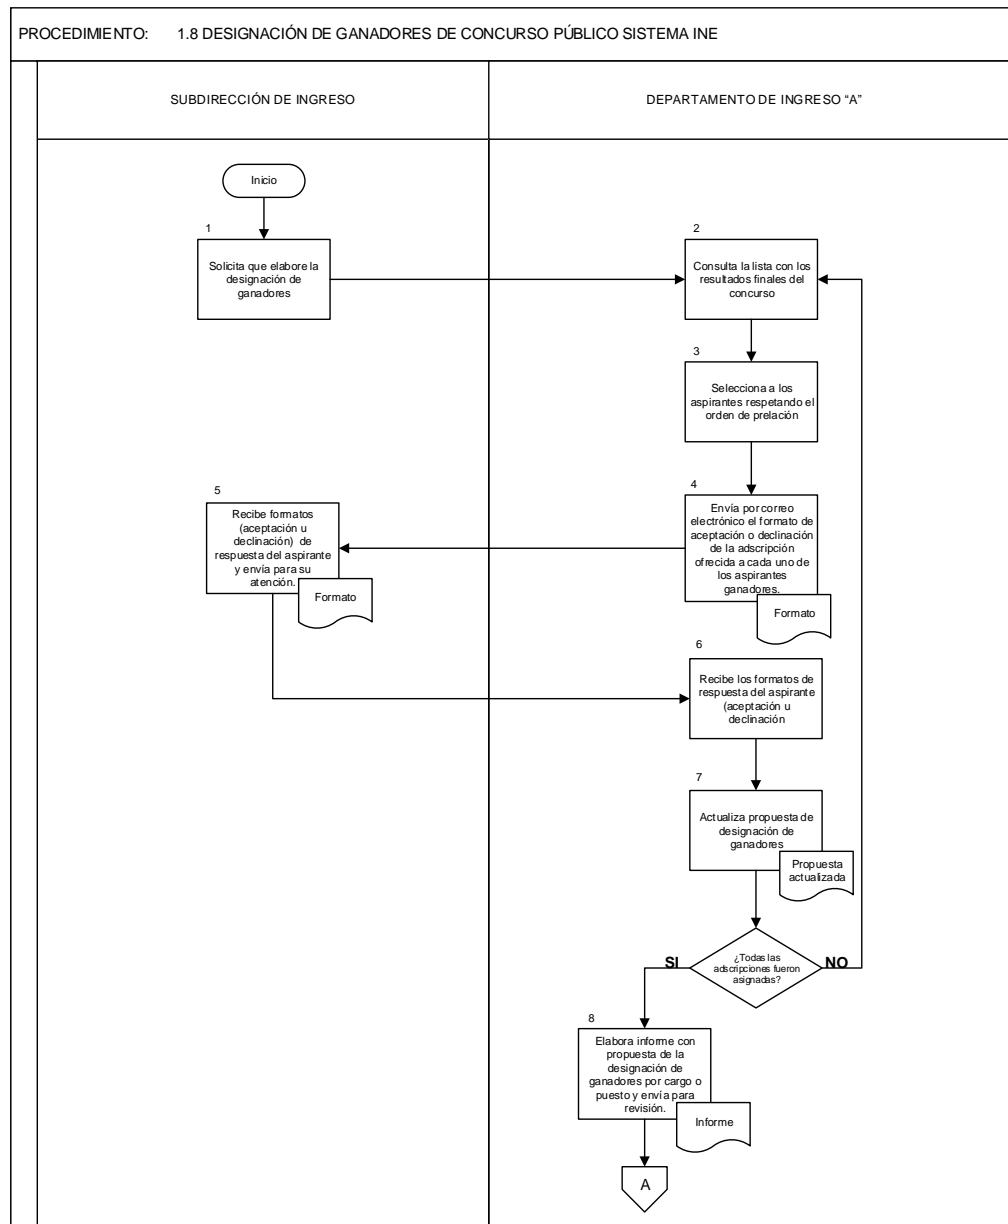 PROCEDIMIENTO: 1.8 DESIGNACIÓN DE GANADORES DE CONCURSO PÚBLICO SISTEMA INE
SUBDIRECCIÓN DE INGRESO
DEPARTAMENTO DE INGRESO “A”
Inicio
1
Solicita que elabore la
designación de
ganadores
2
Consulta la lista con los
resultados finales del
concurso
3
Selecciona a los
aspirantes respetando el
orden de prelación
4
Envía por correo
electrónico el formato de
aceptación o declinación
de la adscripción
ofrecida a cada uno de
los aspirantes
ganadores.
Formato
5
Recibe formatos
(aceptación u
declinación) de
respuesta del aspirante
y envía para su
atención.
Formato
6
Recibe los formatos de
respuesta del aspirante
(aceptación u
declinación
7
Actualiza propuesta de
designación de
ganadores
Propuesta
actualizada
¿Todas las
adscripciones fueron
asignadas?
SI
NO
8
Elabora informe con
propuesta de la
designación de
ganadores por cargo o
puesto y envía para
revisión.
Informe
A